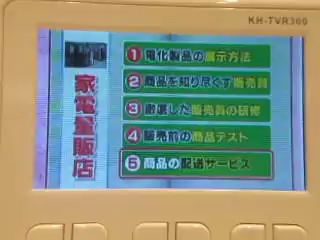 KH-TVR300
家電量販店
① 電化製品の展示方法
② 商品を知り尽くす販売員
③ 徹底した販売員の研修
④ 販売前の商品テスト
⑤ 商品の配送サービス